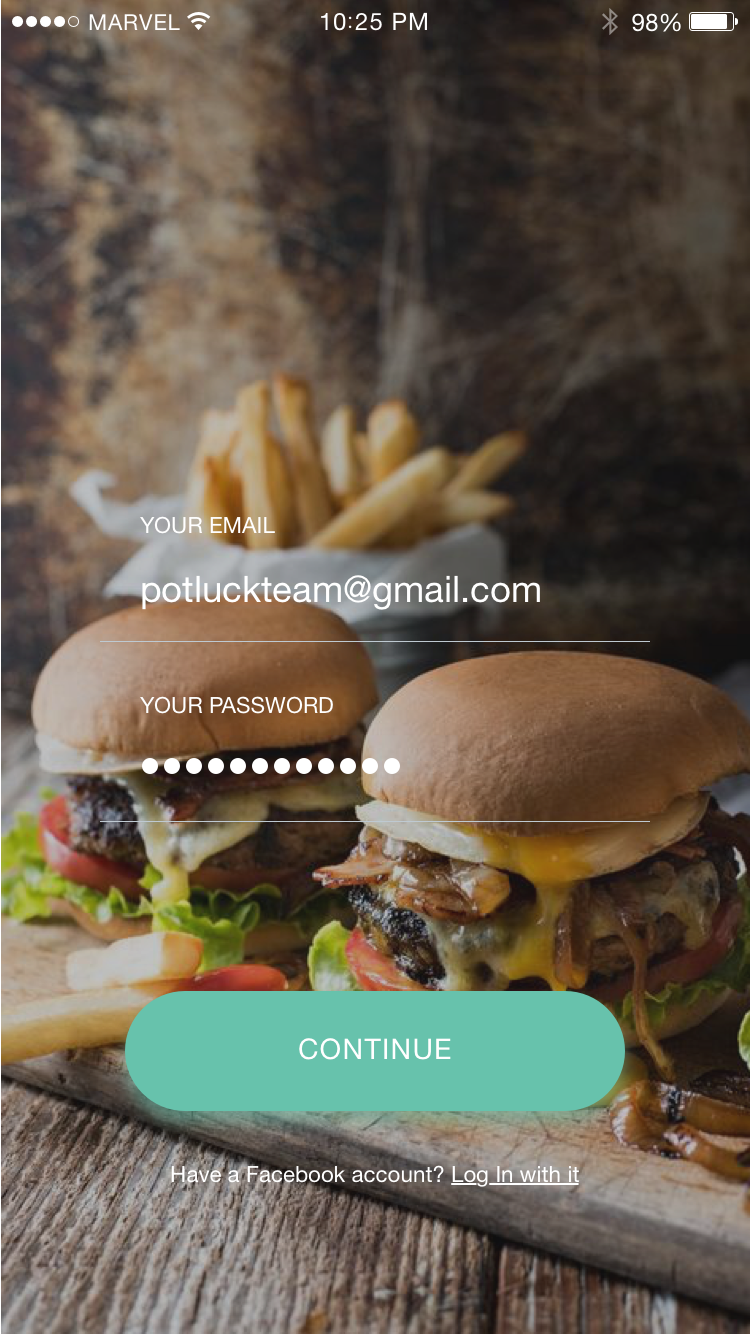 MARVEL 10:25 PM 98%
YOUR EMAIL
potluckteam@gmail.com
YOUR PASSWORD
CONTINUE
Have a Facebook account? Log In with it